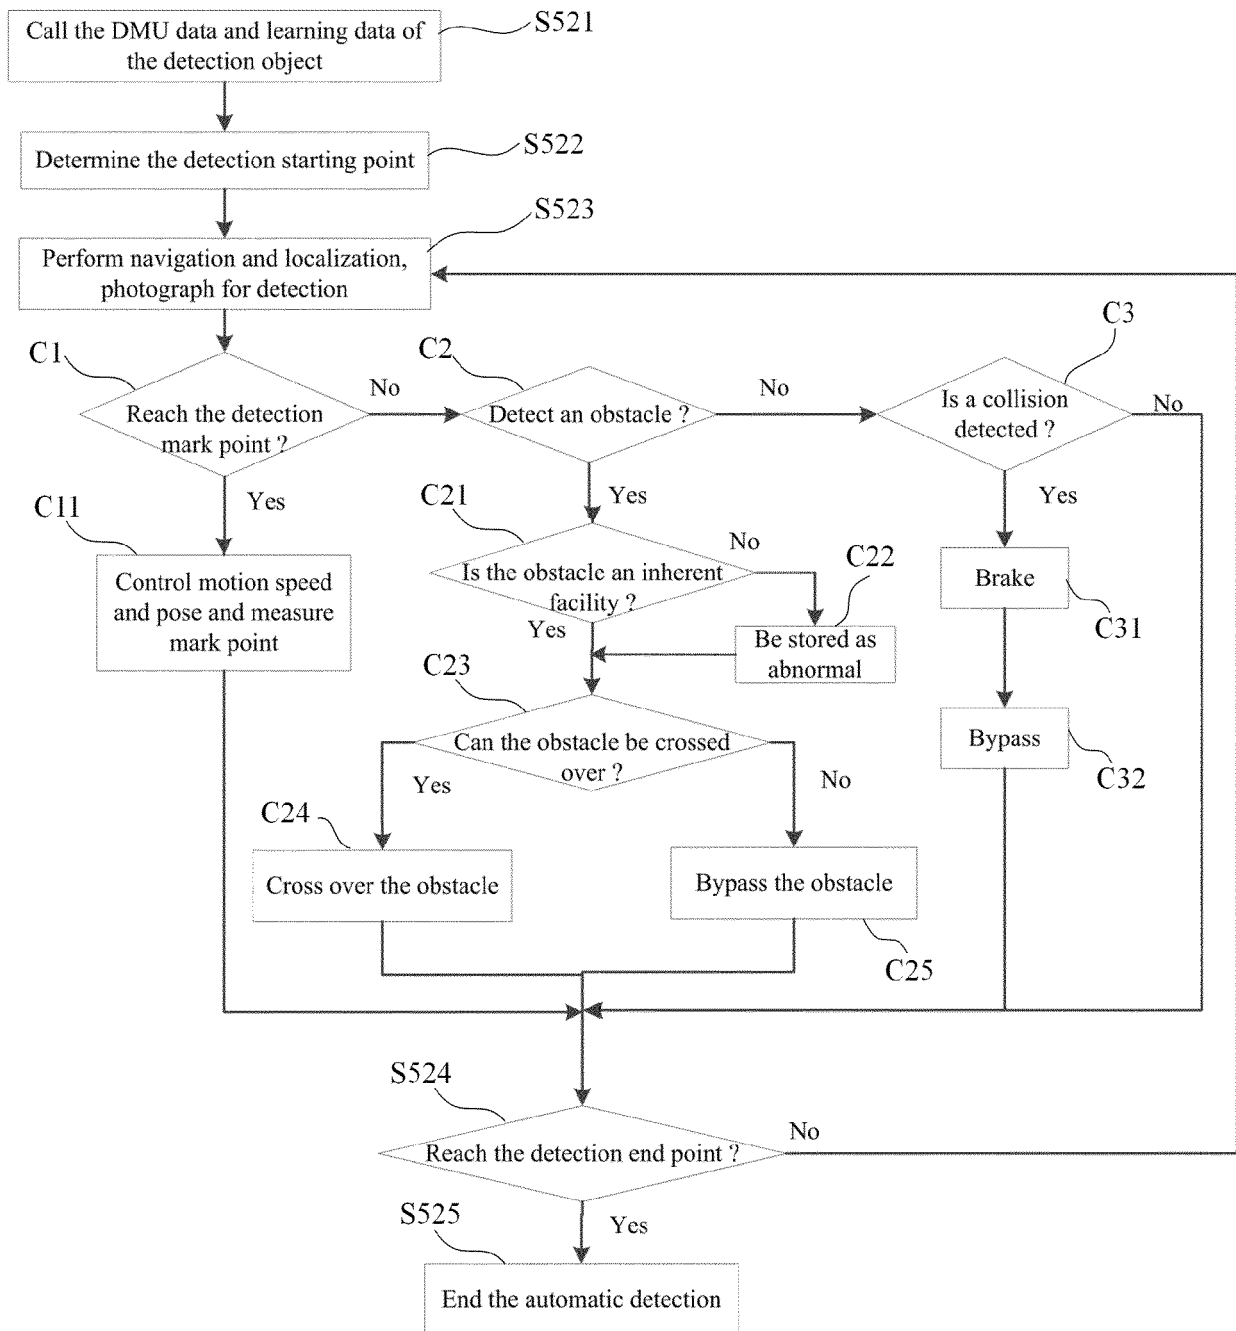 Call the DMU data and learning data of
the detection object
S521
Determine the detection starting point
S522
Perform navigation and localization,
photograph for detection
S523
C1
Reach the detection
mark point ?
No
Yes
C2
Detect an obstacle ?
No
Yes
C3
Is a collision
detected ?
No
Yes
C11
Control motion speed
and pose and measure
mark point
C21
Is the obstacle an inherent
facility ?
No
Yes
C22
Be stored as
abnormal
Brake
C31
C23
Can the obstacle be crossed
over ?
Yes
No
Bypass
C32
C24
Cross over the obstacle
Bypass the obstacle
C25
S524
Reach the detection end point ?
No
Yes
S525
End the automatic detection